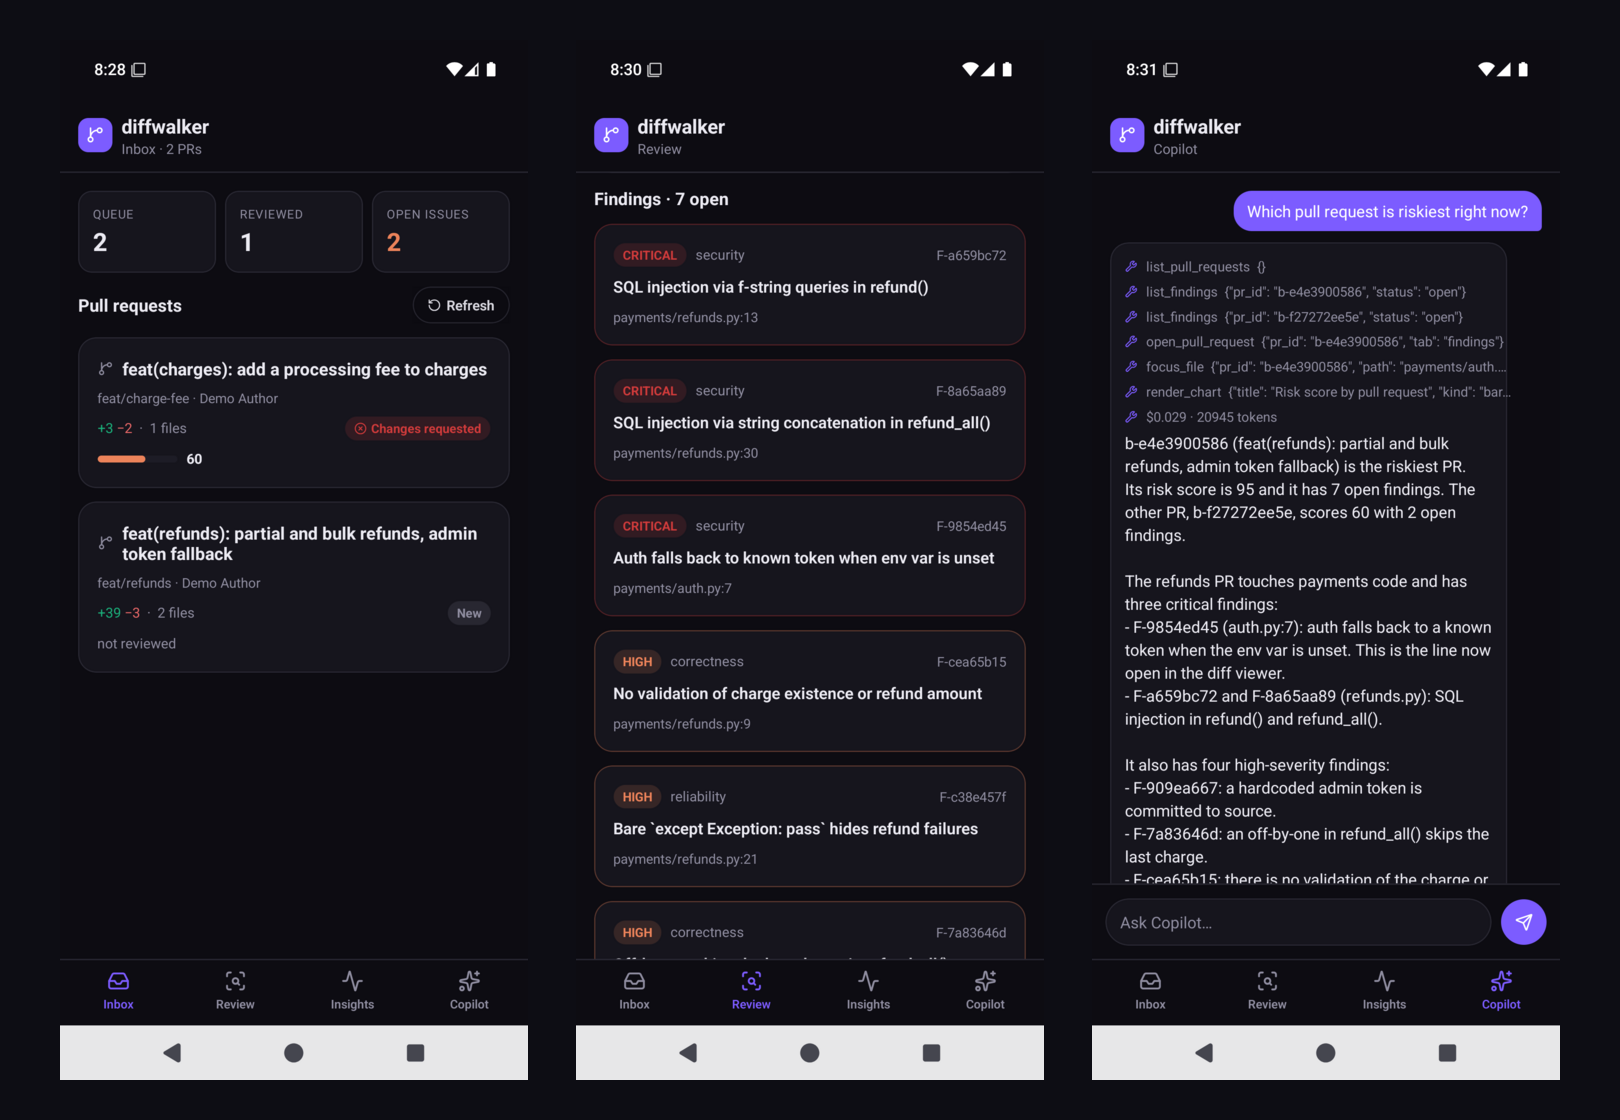 8:28
diffwalker
Inbox · 2 PRs
QUEUE
2
REVIEWED
1
OPEN ISSUES
2
Pull requests
Refresh
feat(charges): add a processing fee to charges
feat/charge-fee · Demo Author
+3 −2 · 1 files
Changes requested
60
feat(refunds): partial and bulk refunds, admin
token fallback
feat/refunds · Demo Author
+39 −3 · 2 files
New
not reviewed
Inbox
Review
Insights
Copilot
8:30
diffwalker
Review
Findings · 7 open
CRITICAL security F-a659bc72
SQL injection via f-string queries in refund()
payments/refunds.py:13
CRITICAL security F-8a65aa89
SQL injection via string concatenation in refund_all()
payments/refunds.py:30
CRITICAL security F-9854ed45
Auth falls back to known token when env var is unset
payments/auth.py:7
HIGH correctness F-cea65b15
No validation of charge existence or refund amount
payments/refunds.py:9
HIGH reliability F-c38e457f
Bare `except Exception: pass` hides refund failures
payments/refunds.py:21
HIGH correctness F-7a83646d
Inbox
Review
Insights
Copilot
8:31
diffwalker
Copilot
Which pull request is riskiest right now?
list_pull_requests {}
list_findings {"pr_id": "b-e4e3900586", "status": "open"}
list_findings {"pr_id": "b-f27272ee5e", "status": "open"}
open_pull_request {"pr_id": "b-e4e3900586", "tab": "findings"}
focus_file {"pr_id": "b-e4e3900586", "path": "payments/auth....
render_chart {"title": "Risk score by pull request", "kind": "bar...
$0.029 · 20945 tokens
b-e4e3900586 (feat(refunds): partial and bulk
refunds, admin token fallback) is the riskiest PR.
Its risk score is 95 and it has 7 open findings. The
other PR, b-f27272ee5e, scores 60 with 2 open
findings.
The refunds PR touches payments code and has
three critical findings:
- F-9854ed45 (auth.py:7): auth falls back to a known
token when the env var is unset. This is the line now
open in the diff viewer.
- F-a659bc72 and F-8a65aa89 (refunds.py): SQL
injection in refund() and refund_all().
It also has four high-severity findings:
- F-909ea667: a hardcoded admin token is
committed to source.
- F-7a83646d: an off-by-one in refund_all() skips the
last charge.
- F-cea65b15: there is no validation of the charge or
Ask Copilot...
Inbox
Review
Insights
Copilot